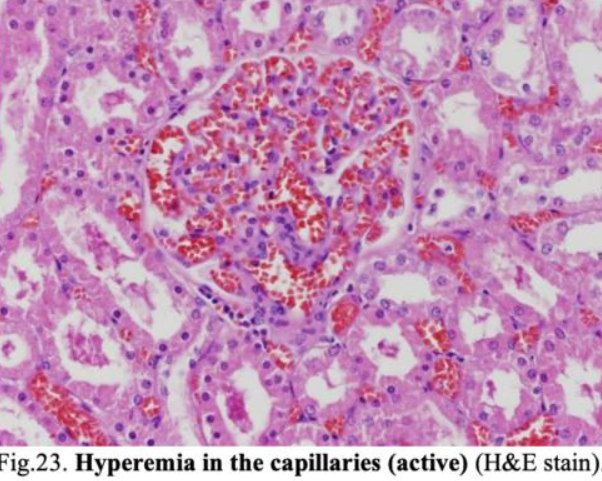 Fig.23. Hyperemia in the capillaries (active) (H&E stain).